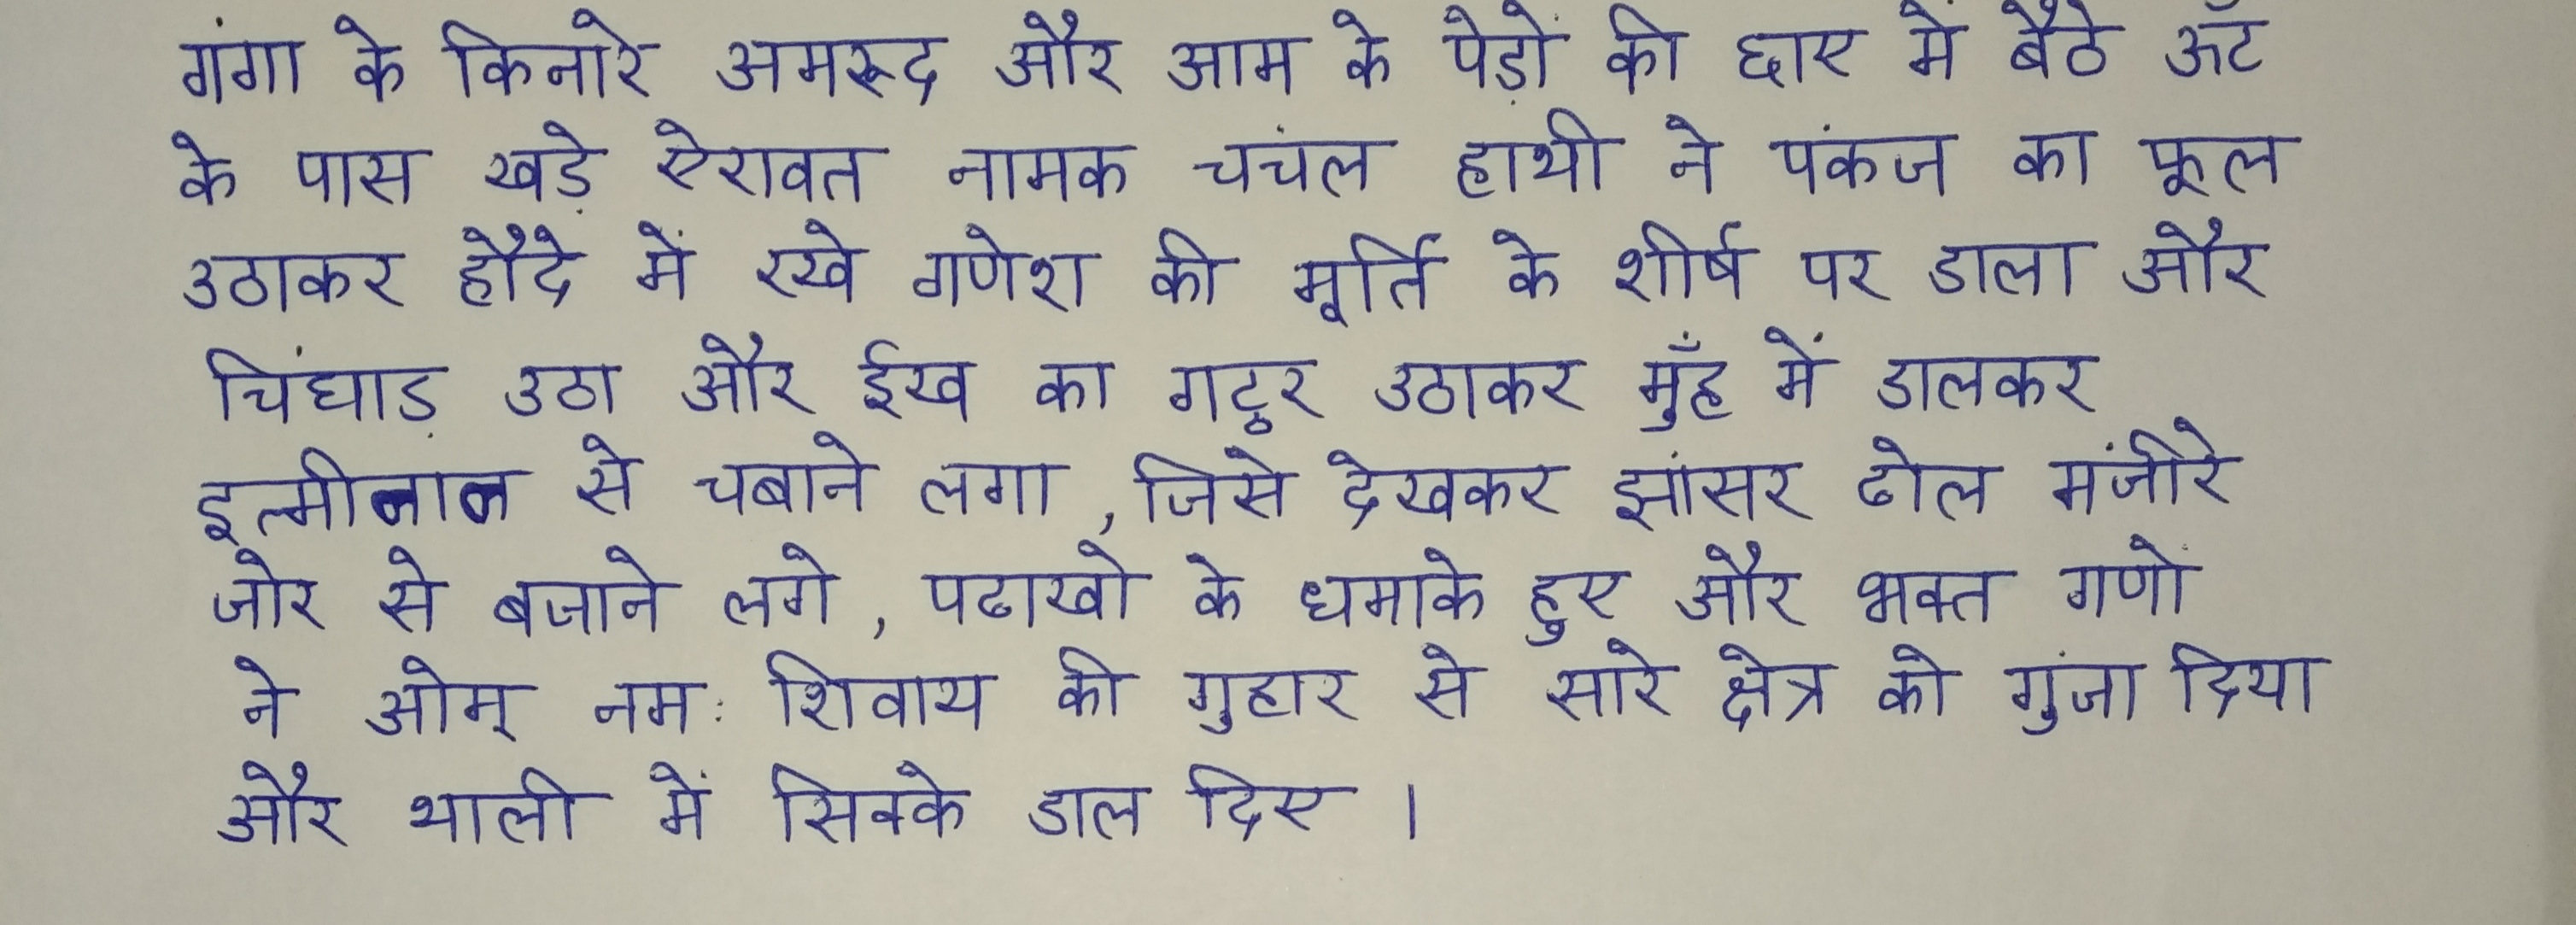 गंगा के किनारे अमरूद और आम के पेड़ों की छाए में बैठे ऊँट
के पास खड़े ऐरावत नामक चचंल हाथी ने पंकज का फूल
उठाकर हौदे में रखे गणेश की मूर्ति के शीर्ष पर डाला और
चिंघाड़ उठा और ईख का गट्ठर उठाकर मुँह में डालकर
इत्मीनान से चबाने लगा, जिसे देखकर झांसर ढोल मंजीरे
जोर से बजाने लगे, पटाखो के धमाके हुए और भक्त गणों
ने ओम् नमः शिवाय की गुहार से सारे क्षेत्र को गुंजा दिया
और थाली में सिक्के डाल दिए ।